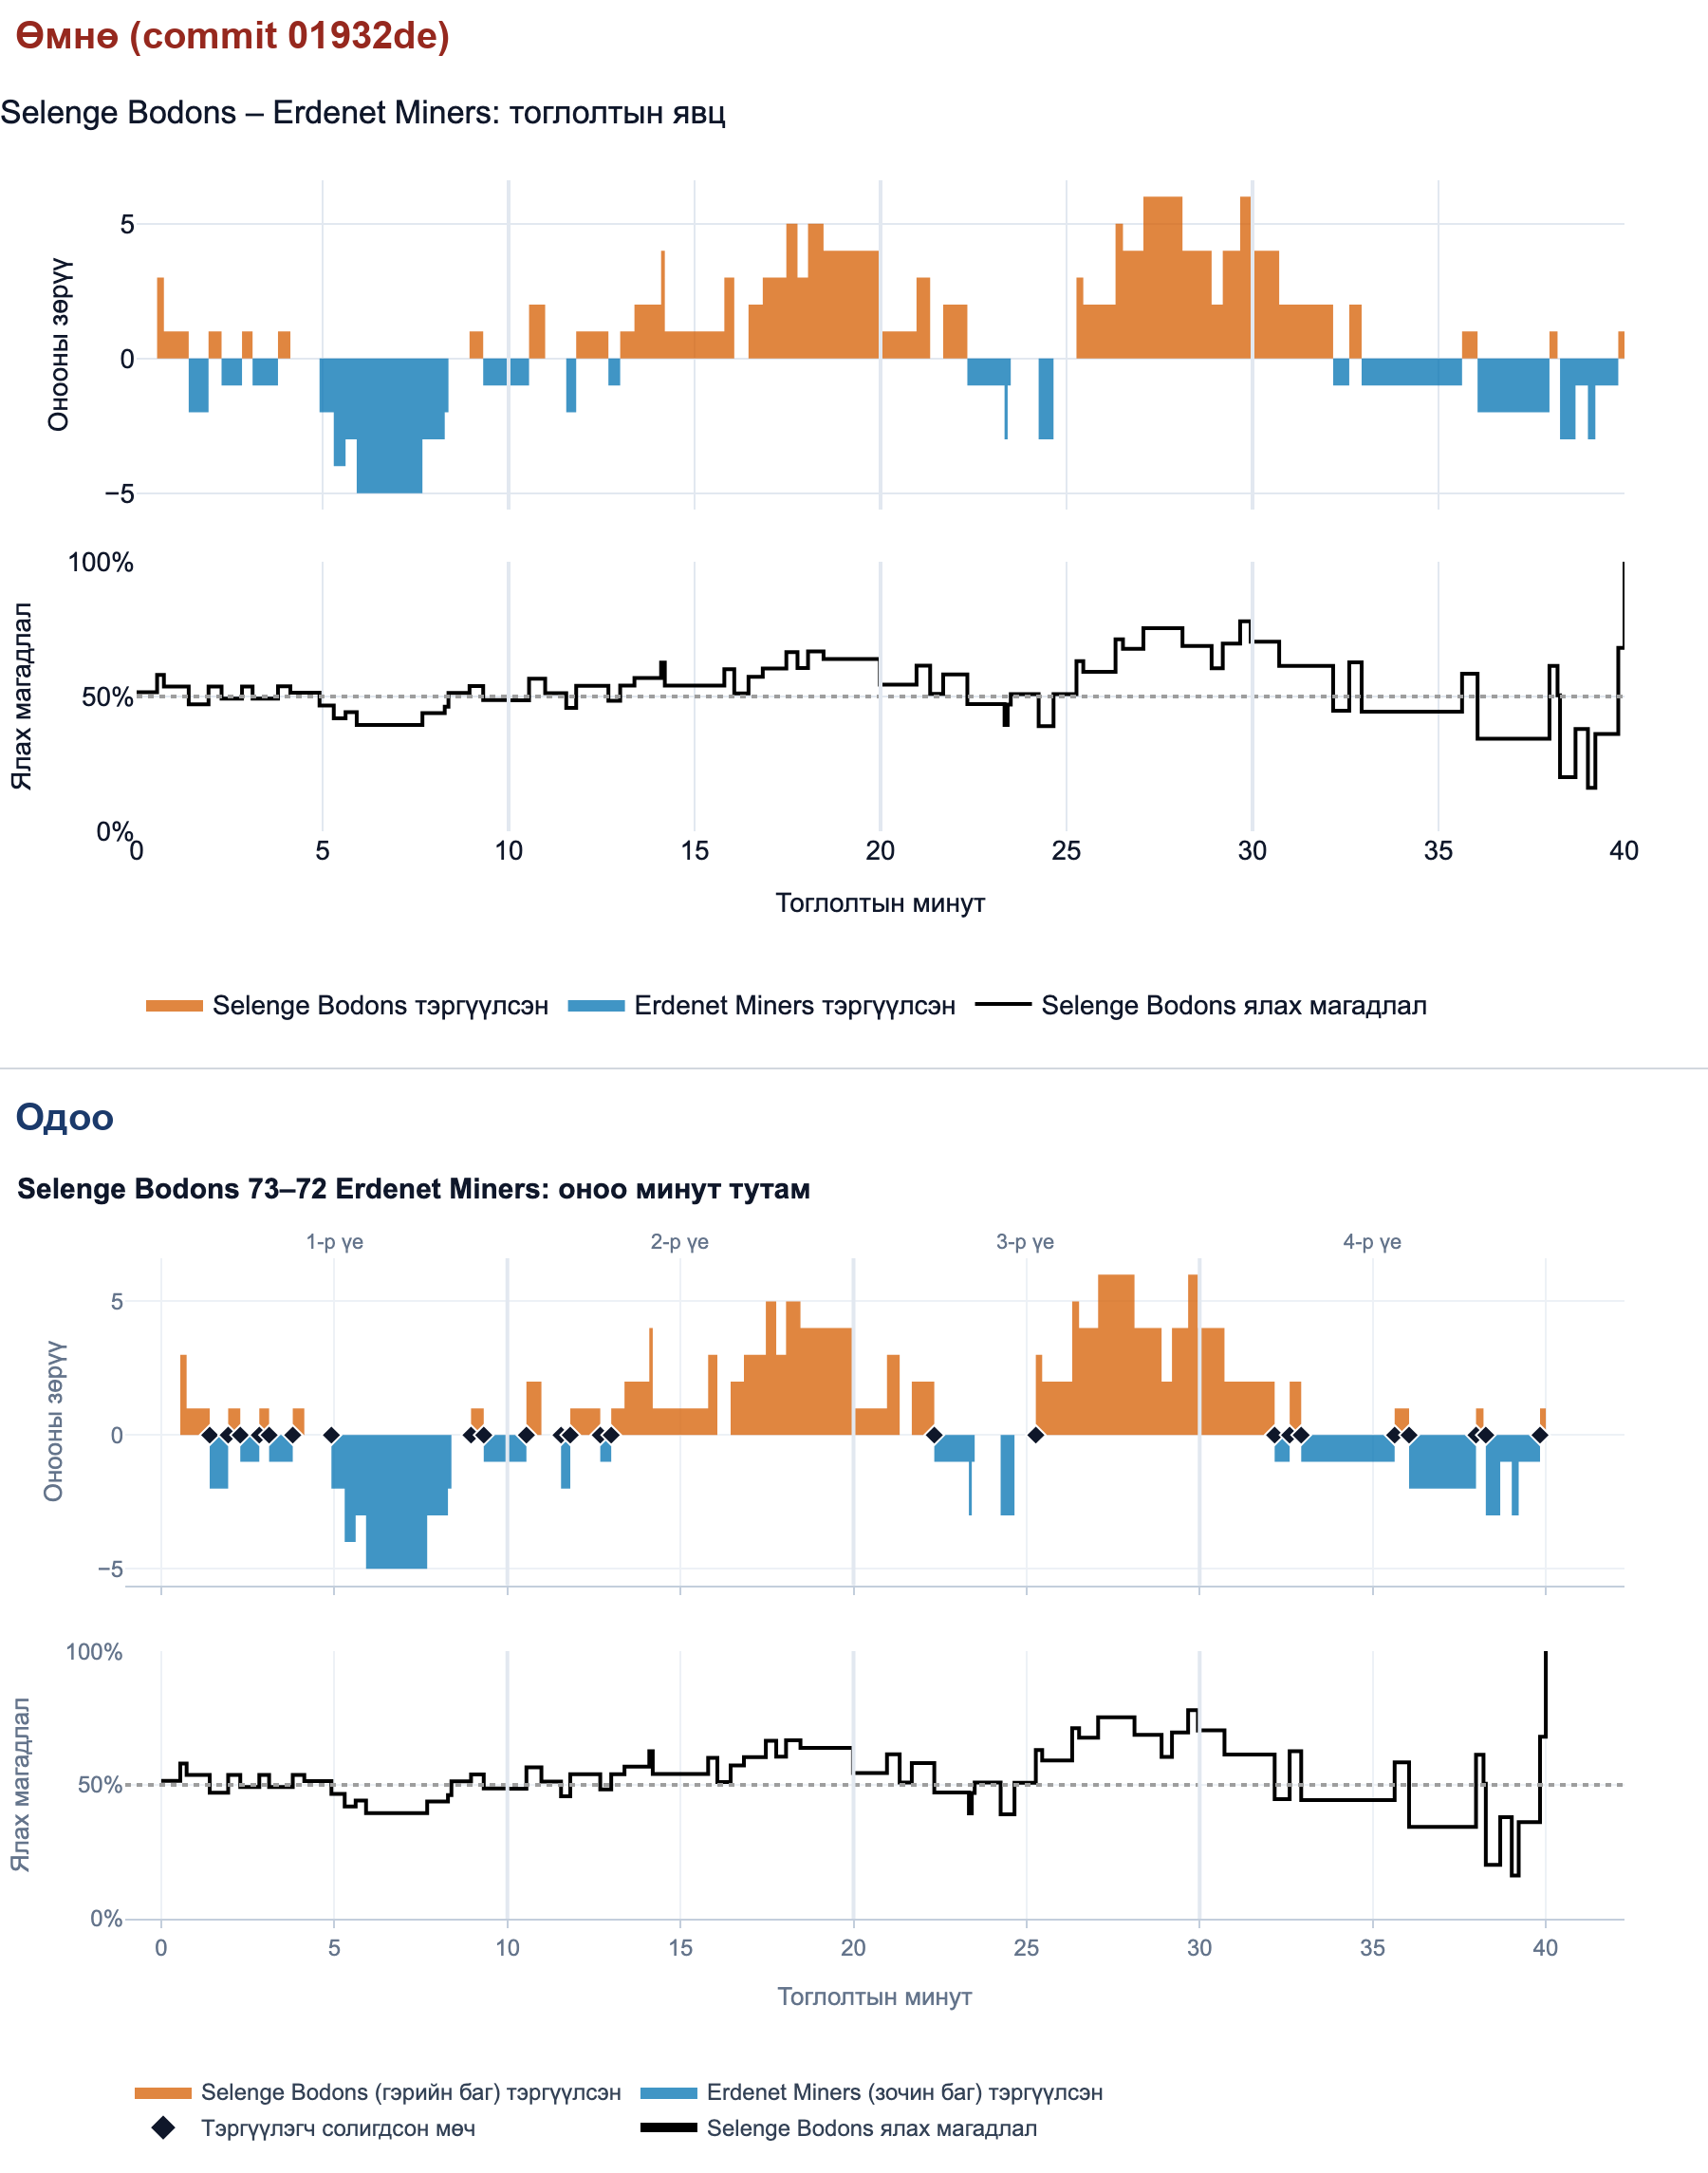 Өмнө (commit 01932de)
Selenge Bodons – Erdenet Miners: тоглолтын явц
5
0
−5
Онооны зөрүү
100%
50%
0%
Ялах магадлал
0 5 10 15 20 25 30 35 40
Тоглолтын минут
Selenge Bodons тэргүүлсэн Erdenet Miners тэргүүлсэн Selenge Bodons ялах магадлал
Одоо
Selenge Bodons 73–72 Erdenet Miners: оноо минут тутам
1-р үе 2-р үе 3-р үе 4-р үе
5
0
−5
Онооны зөрүү
100%
50%
0%
Ялах магадлал
0 5 10 15 20 25 30 35 40
Тоглолтын минут
Selenge Bodons (гэрийн баг) тэргүүлсэн Erdenet Miners (зочин баг) тэргүүлсэн
Тэргүүлэгч солигдсон мөч Selenge Bodons ялах магадлал